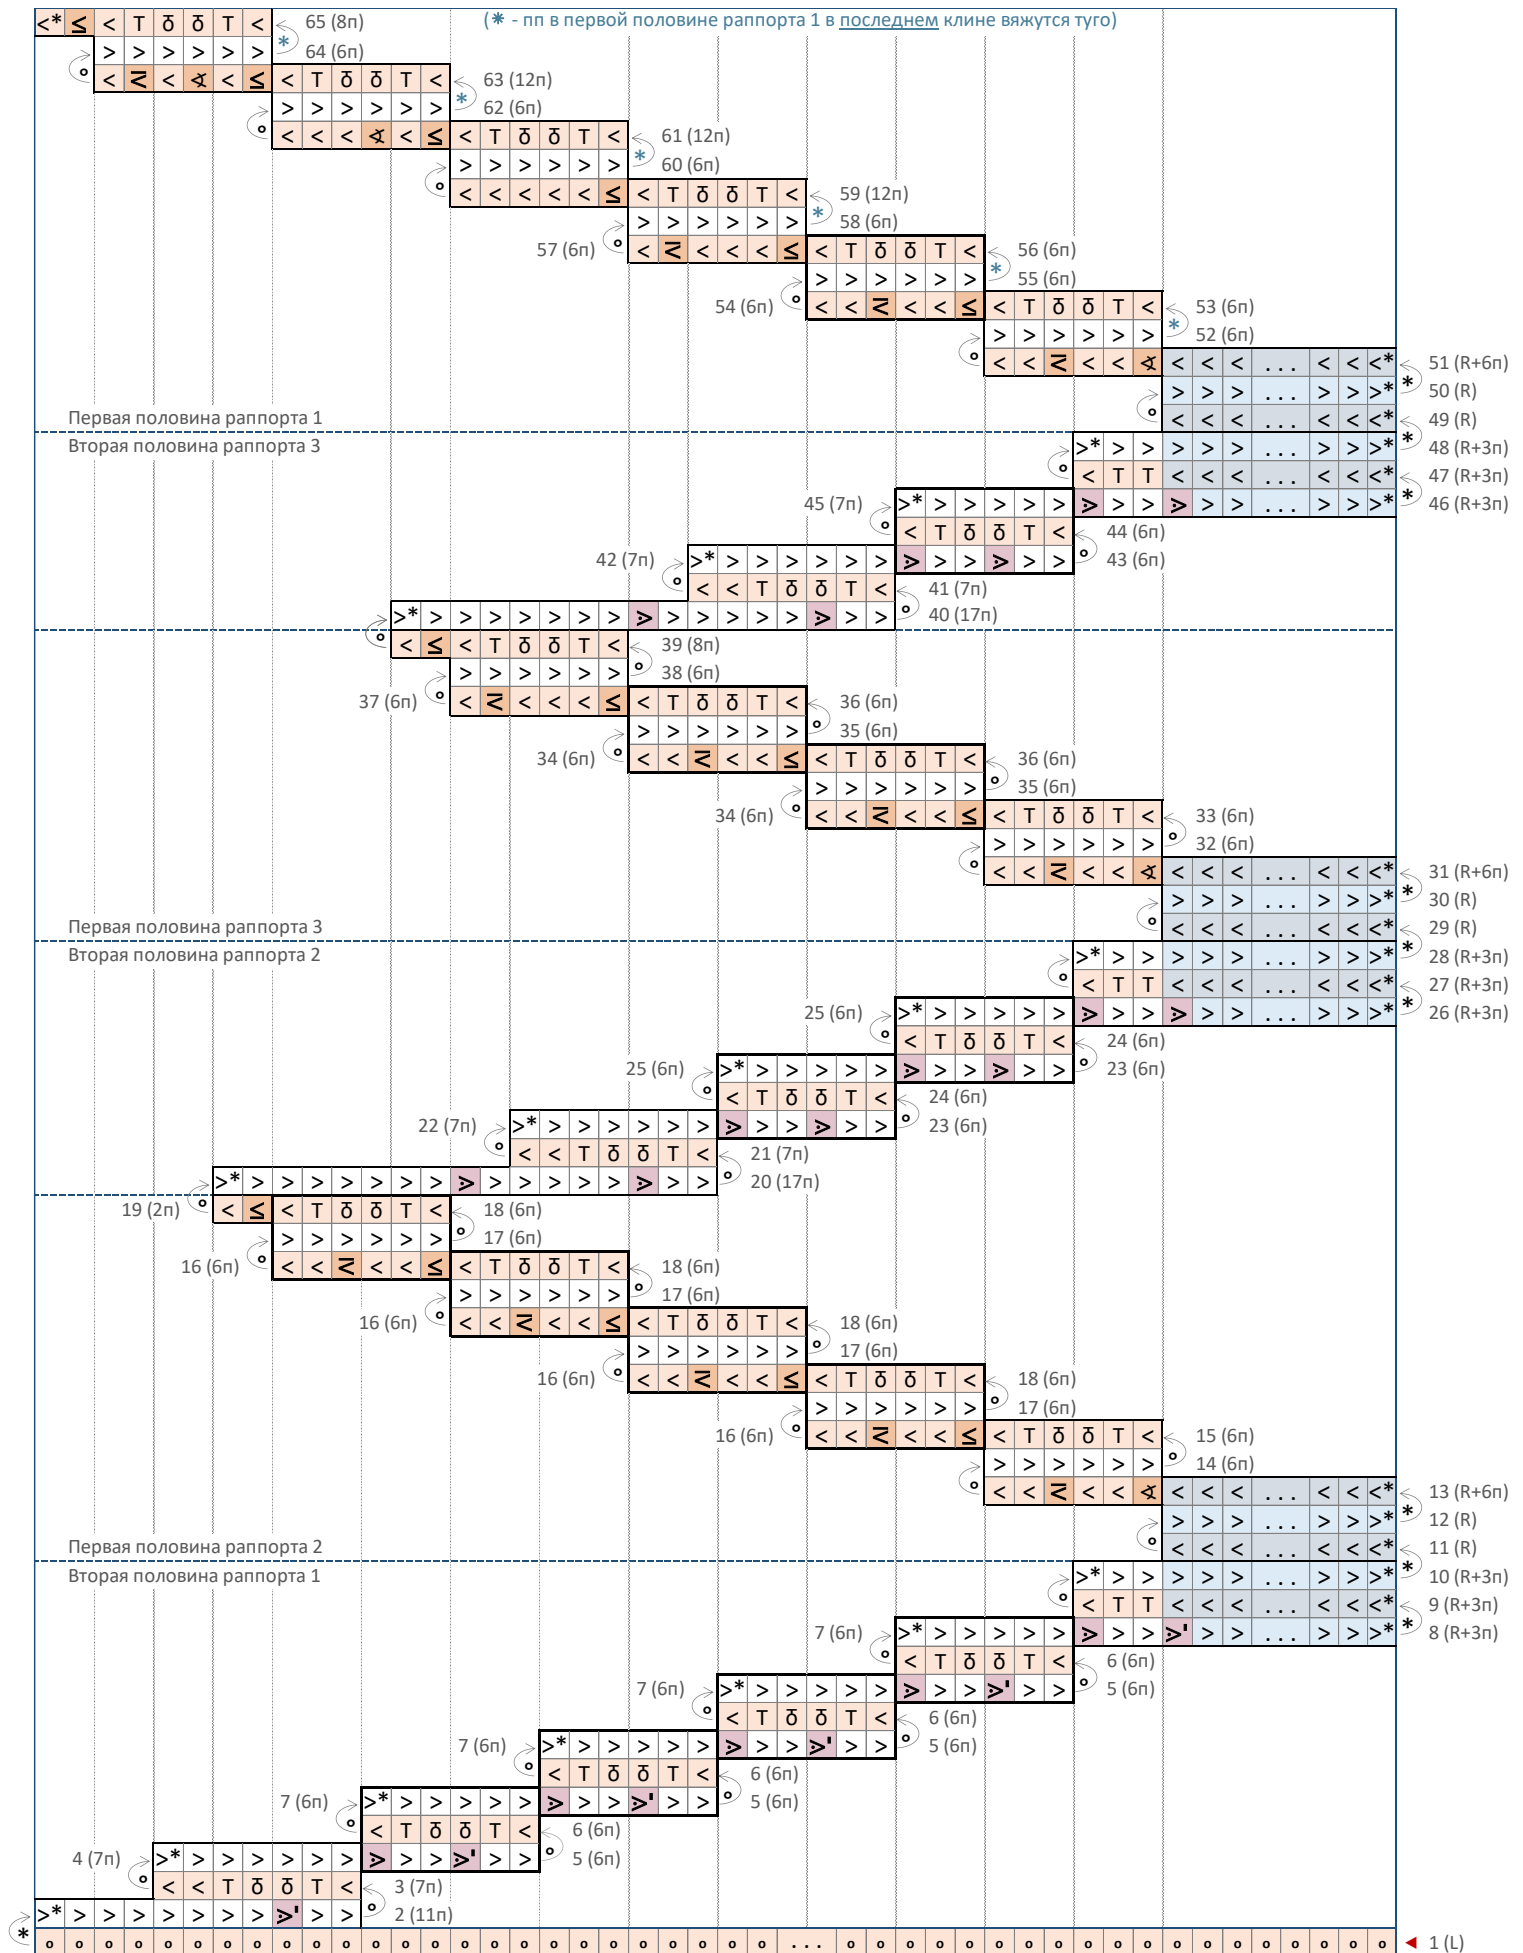 <* ≤ < T δ δ T < 65 (8п) (* - пп в первой половине раппорта 1 в последнем клине вяжутся туго)
> > > > > > * 64 (6п)
o < ⋜ < ∢ < ≤ < T δ δ T < 63 (12п)
> > > > > > * 62 (6п)
o < < < ∢ < ≤ < T δ δ T < 61 (12п)
> > > > > > * 60 (6п)
o < < < < < ≤ < T δ δ T < 59 (12п)
> > > > > > * 58 (6п)
57 (6п) o < ⋜ < < < ≤ < T δ δ T < 56 (6п)
> > > > > > * 55 (6п)
54 (6п) o < < ⋜ < < ≤ < T δ δ T < 53 (6п)
> > > > > > * 52 (6п)
o < < ⋜ < < ∢ < < < ... < < <* 51 (R+6п)
> > > ... > > >* * 50 (R)
Первая половина раппорта 1 o < < < ... < < <* 49 (R)
Вторая половина раппорта 3 >* > > > > > ... > > >* * 48 (R+3п)
o < T T < < < ... < < <* 47 (R+3п)
45 (7п) >* > > > > > ⋗ > > ⋗ > > ... > > >* * 46 (R+3п)
o < T δ δ T < 44 (6п)
42 (7п) >* > > > > > > ⋗ > > ⋗ > > o 43 (6п)
o < < T δ δ T < 41 (7п)
>* > > > > > > > ⋗ > > > > > ⋗ > > o 40 (17п)
o < ≤ < T δ δ T < 39 (8п)
> > > > > > o 38 (6п)
37 (6п) o < ⋜ < < < ≤ < T δ δ T < 36 (6п)
> > > > > > o 35 (6п)
34 (6п) o < < ⋜ < < ≤ < T δ δ T < 36 (6п)
> > > > > > o 35 (6п)
34 (6п) o < < ⋜ < < ≤ < T δ δ T < 33 (6п)
> > > > > > o 32 (6п)
o < < ⋜ < < ∢ < < < ... < < <* 31 (R+6п)
> > > ... > > >* * 30 (R)
Первая половина раппорта 3 o < < < ... < < <* 29 (R)
Вторая половина раппорта 2 >* > > > > > ... > > >* * 28 (R+3п)
o < T T < < < ... < < <* 27 (R+3п)
25 (6п) >* > > > > > ⋗ > > ⋗ > > ... > > >* * 26 (R+3п)
o < T δ δ T < 24 (6п)
25 (6п) >* > > > > > ⋗ > > ⋗ > > o 23 (6п)
o < T δ δ T < 24 (6п)
22 (7п) >* > > > > > > ⋗ > > ⋗ > > o 23 (6п)
o < < T δ δ T < 21 (7п)
>* > > > > > > > ⋗ > > > > > ⋗ > > o 20 (17п)
19 (2п) o < ≤ < T δ δ T < 18 (6п)
> > > > > > o 17 (6п)
16 (6п) o < < ⋜ < < ≤ < T δ δ T < 18 (6п)
> > > > > > o 17 (6п)
16 (6п) o < < ⋜ < < ≤ < T δ δ T < 18 (6п)
> > > > > > o 17 (6п)
16 (6п) o < < ⋜ < < ≤ < T δ δ T < 18 (6п)
> > > > > > o 17 (6п)
16 (6п) o < < ⋜ < < ≤ < T δ δ T < 15 (6п)
> > > > > > o 14 (6п)
o < < ⋜ < < ∢ < < < ... < < <* 13 (R+6п)
> > > ... > > >* * 12 (R)
Первая половина раппорта 2 o < < < ... < < <* 11 (R)
Вторая половина раппорта 1 >* > > > > > ... > > >* * 10 (R+3п)
o < T T < < < ... < < <* 9 (R+3п)
7 (6п) >* > > > > > ⋗ > > ⋗' > > ... > > >* * 8 (R+3п)
o < T δ δ T < 6 (6п)
7 (6п) >* > > > > > ⋗ > > ⋗' > > o 5 (6п)
o < T δ δ T < 6 (6п)
7 (6п) >* > > > > > ⋗ > > ⋗' > > o 5 (6п)
o < T δ δ T < 6 (6п)
7 (6п) >* > > > > > ⋗ > > ⋗' > > o 5 (6п)
o < T δ δ T < 6 (6п)
4 (7п) >* > > > > > > ⋗ > > ⋗' > > o 5 (6п)
o < < T δ δ T < 3 (7п)
>* > > > > > > > ⋗' > > o 2 (11п)
* o o o o o o o o o o o o o o o o o o o o o o o o o ... o o o o o o o o o o o o o o o o o o o 1 (L)